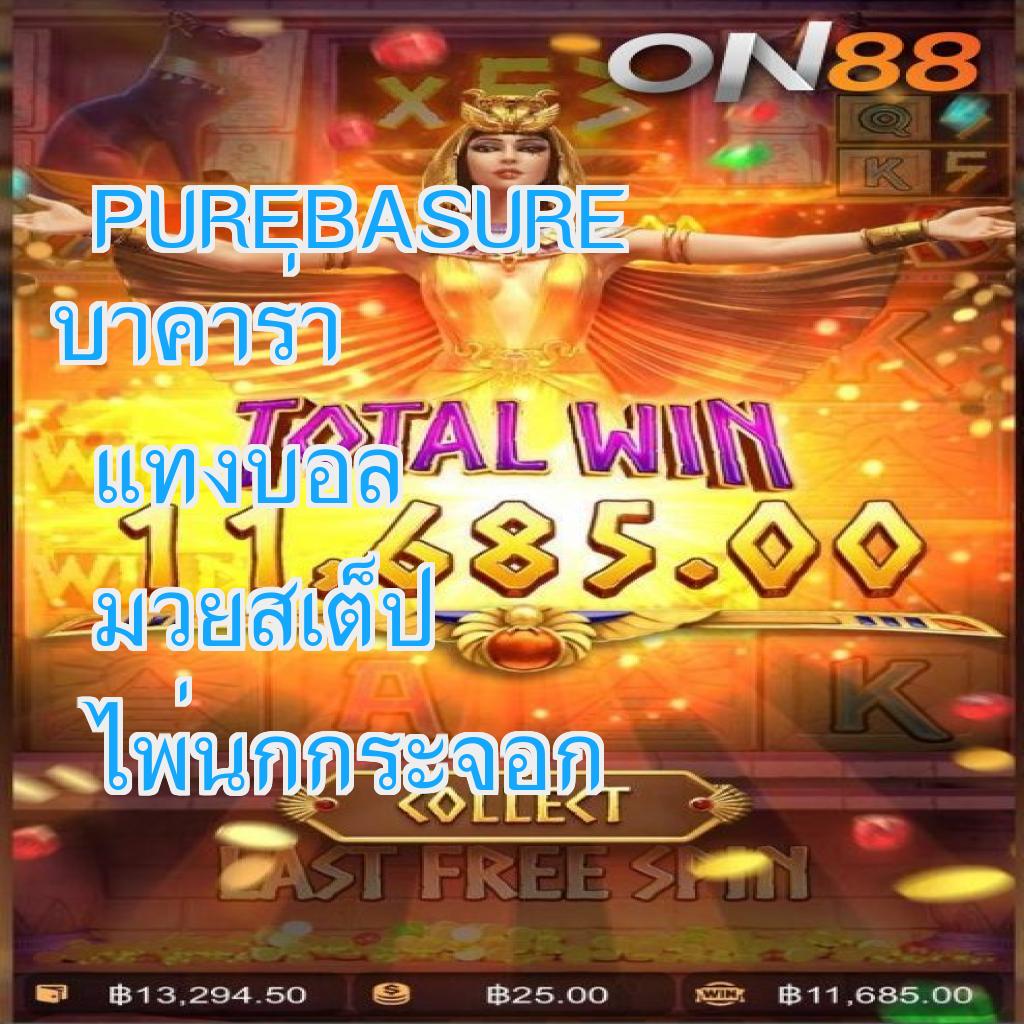 ON88
x53
Q
K 5
PUREBASURE
บาคาร่า
TOTAL WIN
แทงบอล
11,685.00
มวยสเต็ป
A K
ไพ่นกกระจอก
COLLECT
LAST FREE SPIN
฿13,294.50 ฿25.00 WIN ฿11,685.00